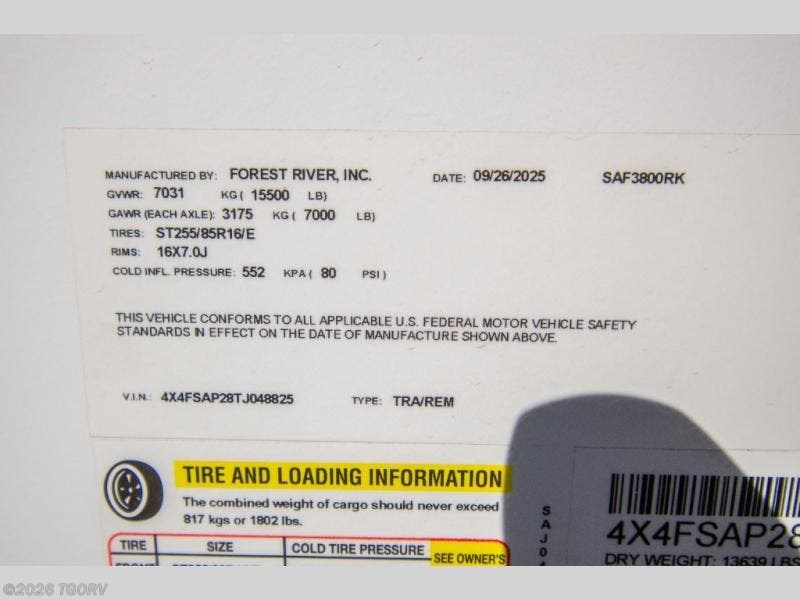 MANUFACTURED BY: FOREST RIVER, INC. DATE: 09/26/2025 SAF3800RK
GVWR: 7031 KG ( 15500 LB)
GAWR (EACH AXLE): 3175 KG ( 7000 LB)
TIRES: ST255/85R16/E
RIMS: 16X7.0J
COLD INFL. PRESSURE: 552 KPA ( 80 PSI )
THIS VEHICLE CONFORMS TO ALL APPLICABLE U.S. FEDERAL MOTOR VEHICLE SAFETY
STANDARDS IN EFFECT ON THE DATE OF MANUFACTURE SHOWN ABOVE.
V.I.N.: 4X4FSAP28TJ048825 TYPE: TRA/REM
TIRE AND LOADING INFORMATION
The combined weight of cargo should never exceed
817 kgs or 1802 lbs.
TIRE SIZE COLD TIRE PRESSURE SEE OWNER'S
SAJ0
4X4FSAP28
DRY WEIGHT: 13639 LBS
©2026 TGORV